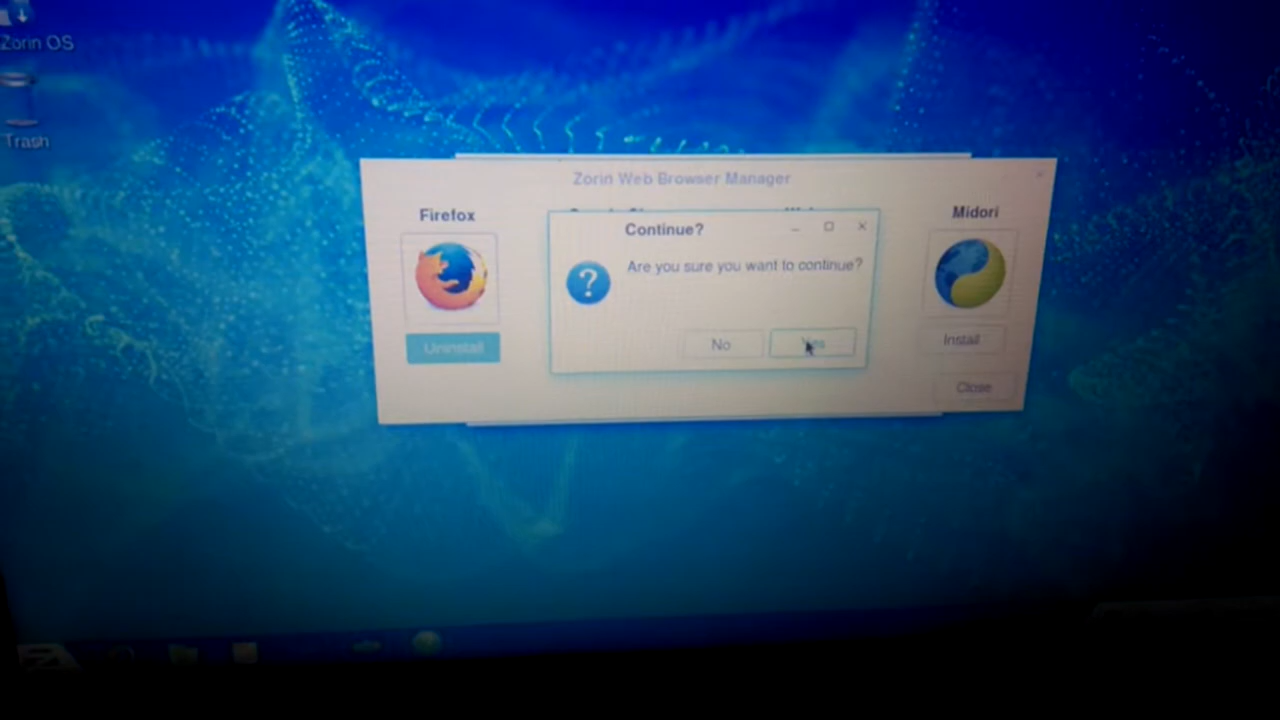 Zorin OS
Trash
Zorin Web Browser Manager
Firefox
Midori
Continue?
Are you sure you want to continue?
No
Yes
Uninstall
Install
Close